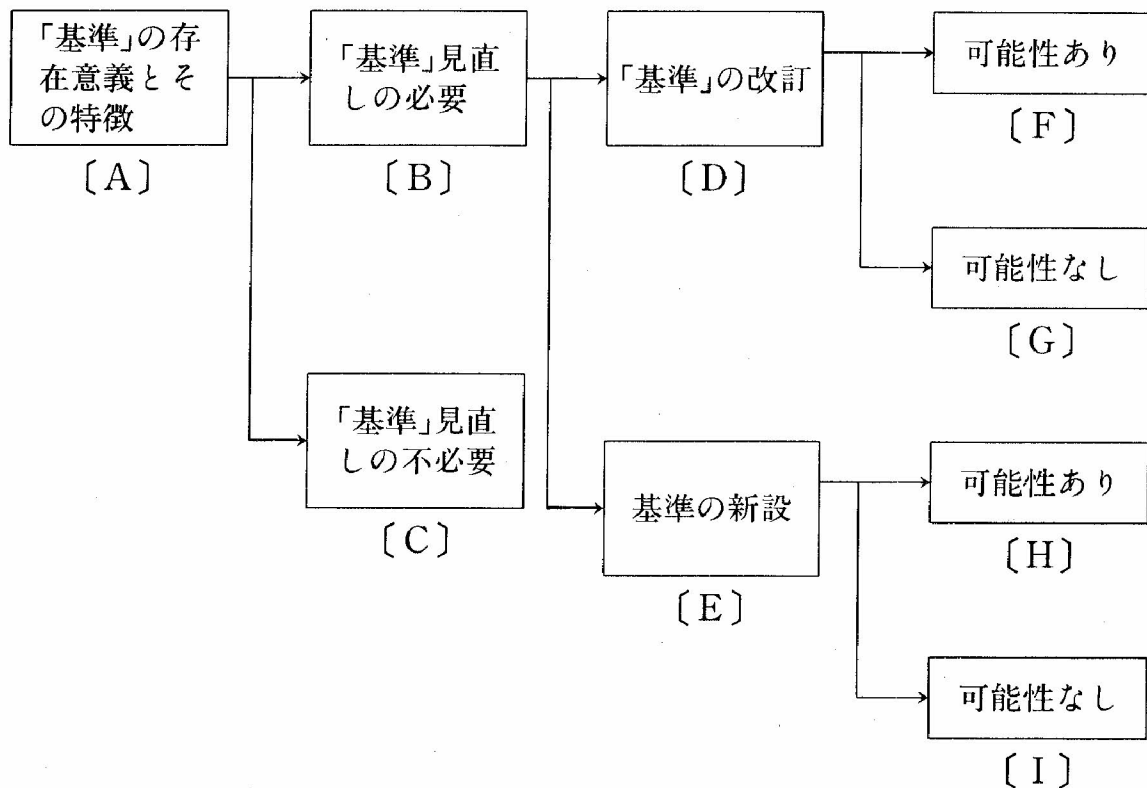 「基準」の存
在意義とそ
の特徴
〔A〕
「基準」見直
しの必要
〔B〕
「基準」の改訂
〔D〕
可能性あり
〔F〕
可能性なし
〔G〕
「基準」見直
しの不必要
〔C〕
基準の新設
〔E〕
可能性あり
〔H〕
可能性なし
〔I〕